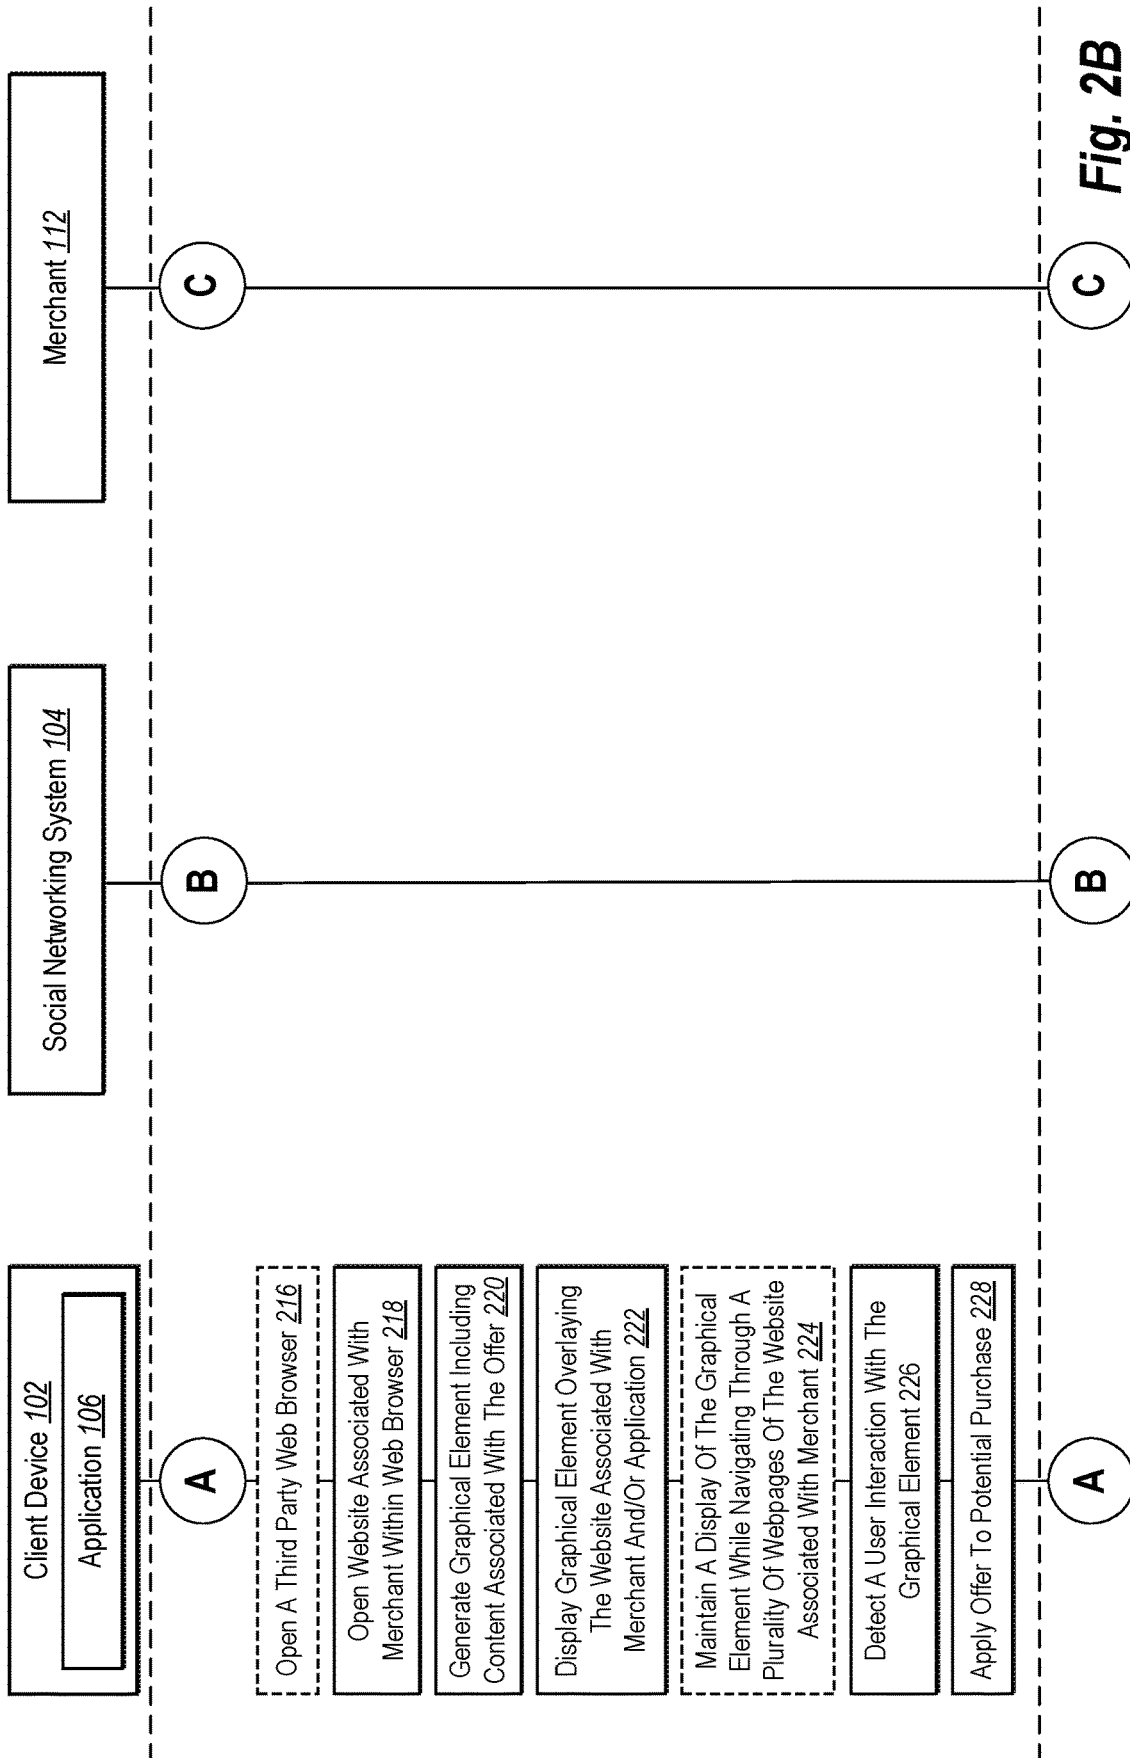 Client Device 102
Application 106
Social Networking System 104
Merchant 112
A
B
C
Open A Third Party Web Browser 216
Open Website Associated With
Merchant Within Web Browser 218
Generate Graphical Element Including
Content Associated With The Offer 220
Display Graphical Element Overlaying
The Website Associated With
Merchant And/Or Application 222
Maintain A Display Of The Graphical
Element While Navigating Through A
Plurality Of Webpages Of The Website
Associated With Merchant 224
Detect A User Interaction With The
Graphical Element 226
Apply Offer To Potential Purchase 228
A
B
C
Fig. 2B